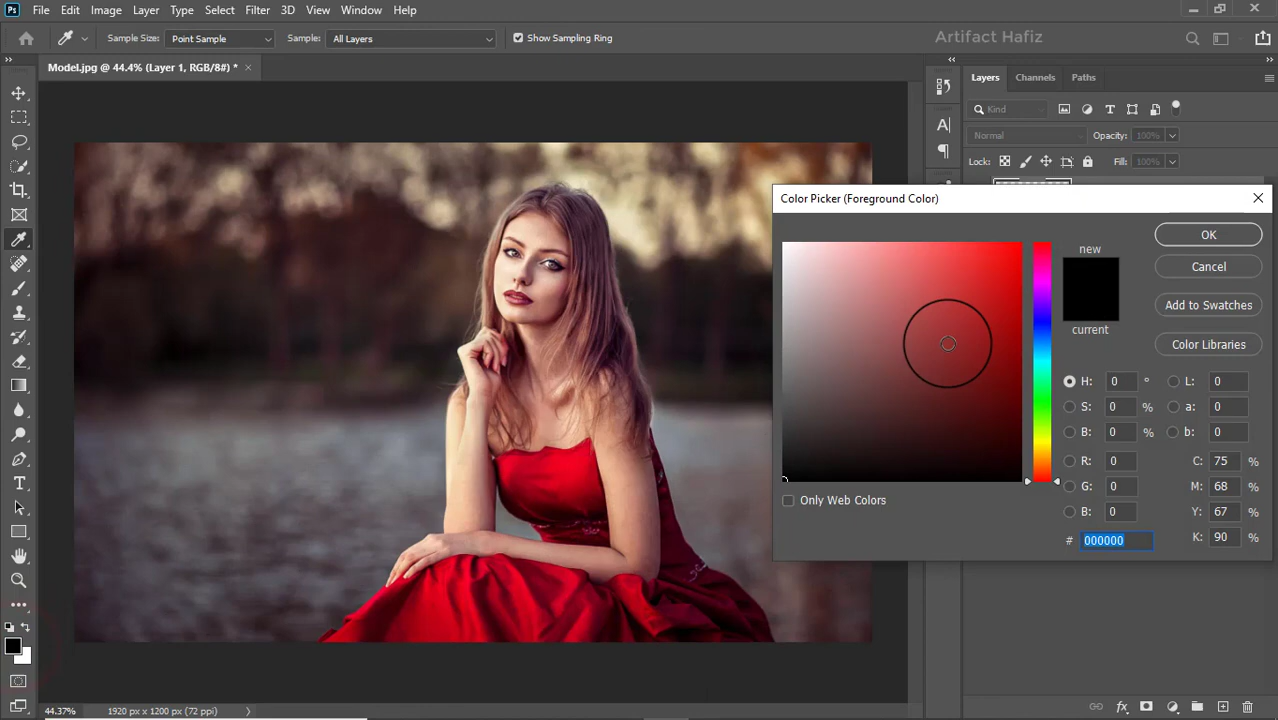 Ps File Edit Image Layer Type Select Filter 3D View Window Help
Sample Size: Point Sample Sample: All Layers Show Sampling Ring Artifact Hafiz
Model.jpg @ 44.4% (Layer 1, RGB/8#) * ×
Layers Channels Paths
Kind
Normal Opacity: 100%
Lock: Fill: 100%
Color Picker (Foreground Color)
new
OK
Cancel
Add to Swatches
current
Color Libraries
H: 0 ° L: 0
S: 0 % a: 0
B: 0 % b: 0
R: 0 C: 75 %
G: 0 M: 68 %
B: 0 Y: 67 %
# 000000 K: 90 %
Only Web Colors
44.37% 1920 px x 1200 px (72 ppi)